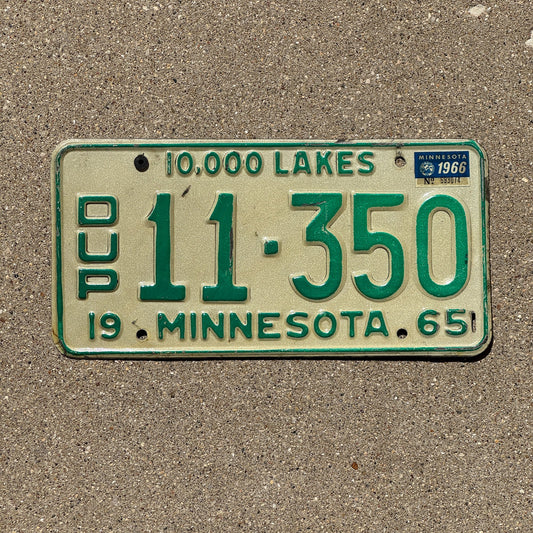 10,000 LAKES
MINNESOTA
1966
DUP
11·350
19 MINNESOTA 65